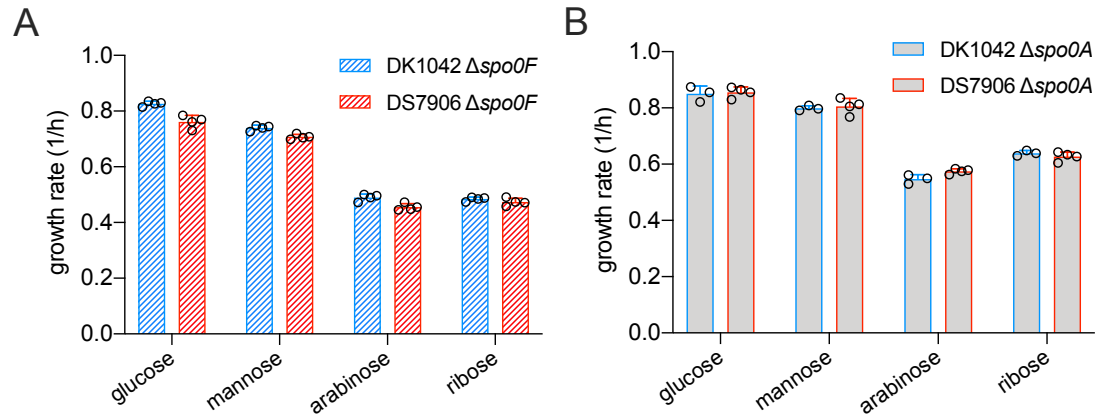 A
DK1042 Δspo0F
DS7906 Δspo0F
growth rate (1/h)
1.0
0.8
0.6
0.4
0.2
0.0
glucose
mannose
arabinose
ribose
B
DK1042 Δspo0A
DS7906 Δspo0A
growth rate (1/h)
1.0
0.8
0.6
0.4
0.2
0.0
glucose
mannose
arabinose
ribose